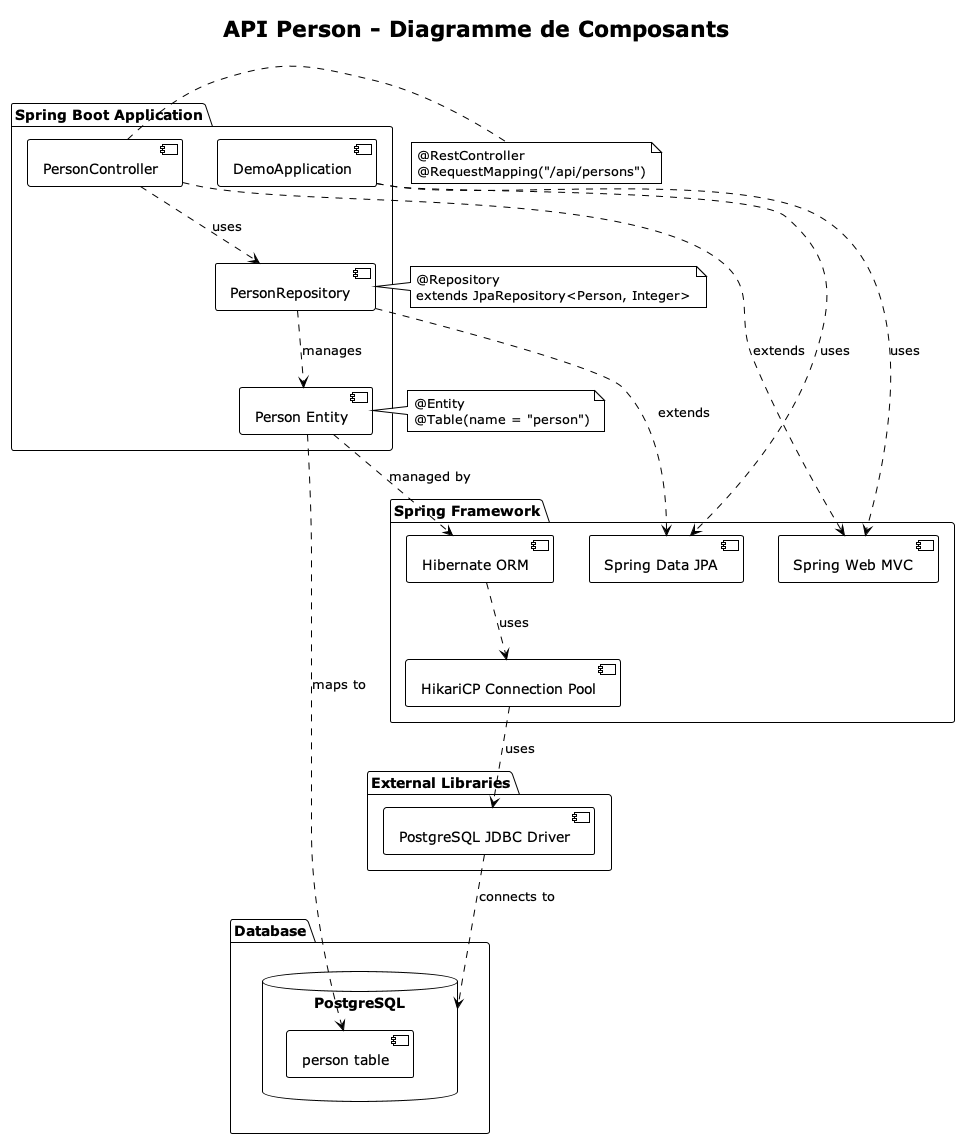 API Person - Diagramme de Composants
Spring Boot Application
PersonController
DemoApplication
@RestController
@RequestMapping("/api/persons")
uses
PersonRepository
@Repository
extends JpaRepository<Person, Integer>
manages
extends
uses
uses
Person Entity
@Entity
@Table(name = "person")
extends
managed by
Spring Framework
Hibernate ORM
Spring Data JPA
Spring Web MVC
uses
HikariCP Connection Pool
maps to
uses
External Libraries
PostgreSQL JDBC Driver
connects to
Database
PostgreSQL
person table